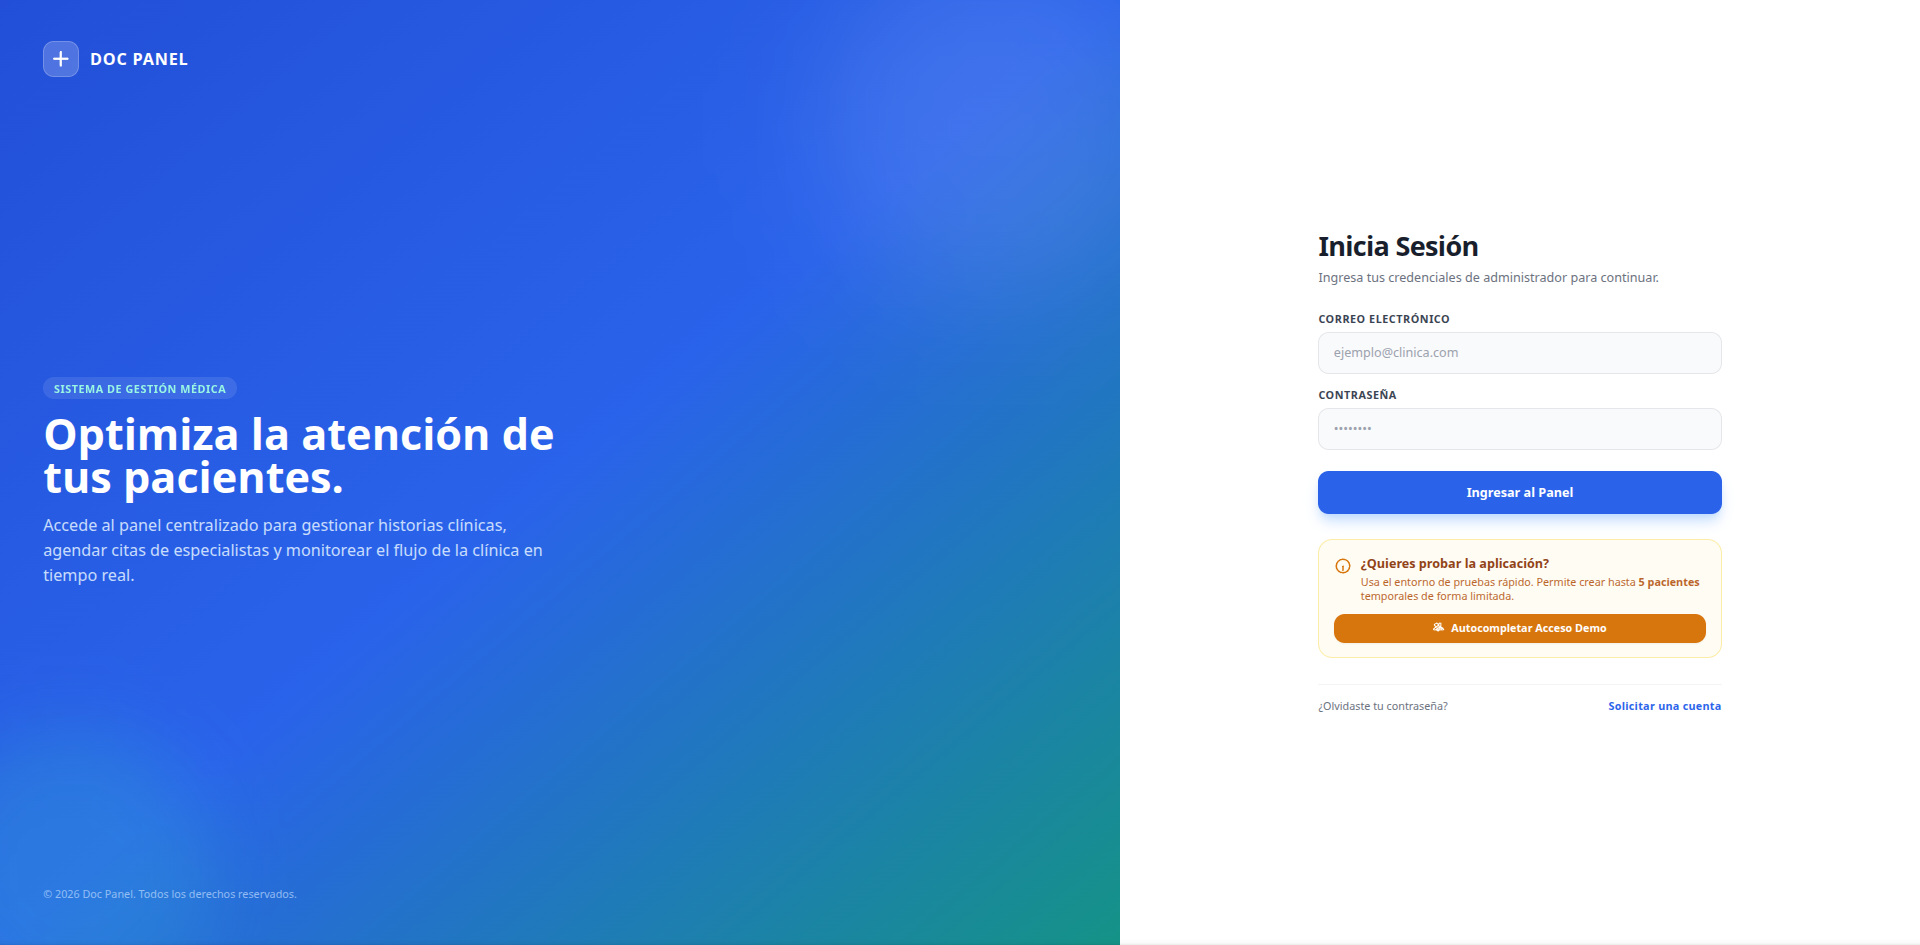 DOC PANEL
SISTEMA DE GESTIÓN MÉDICA
Optimiza la atención de
tus pacientes.
Accede al panel centralizado para gestionar historias clínicas,
agendar citas de especialistas y monitorear el flujo de la clínica en
tiempo real.
© 2026 Doc Panel. Todos los derechos reservados.
Inicia Sesión
Ingresa tus credenciales de administrador para continuar.
CORREO ELECTRÓNICO
ejemplo@clinica.com
CONTRASEÑA
••••••••
Ingresar al Panel
¿Quieres probar la aplicación?
Usa el entorno de pruebas rápido. Permite crear hasta 5 pacientes
temporales de forma limitada.
Autocompletar Acceso Demo
¿Olvidaste tu contraseña?
Solicitar una cuenta